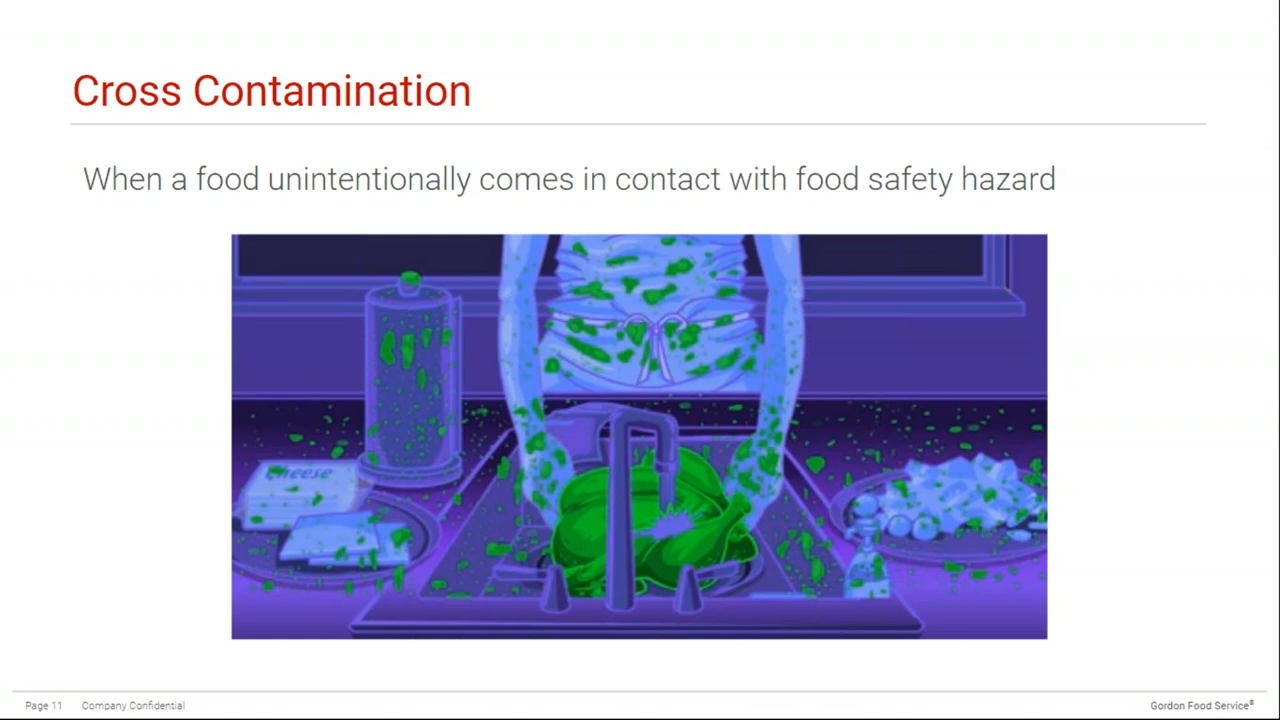 Cross Contamination
When a food unintentionally comes in contact with food safety hazard
Cheese
Page 11 Company Confidential
Gordon Food Service®